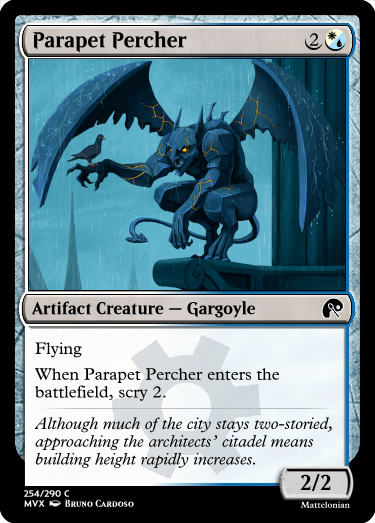 Parapet Percher 2
Artifact Creature — Gargoyle
Flying
When Parapet Percher enters the
battlefield, scry 2.
Although much of the city stays two-storied,
approaching the architects’ citadel means
building height rapidly increases.
2/2
254/290 C
MVX Bruno Cardoso
Mattelonian